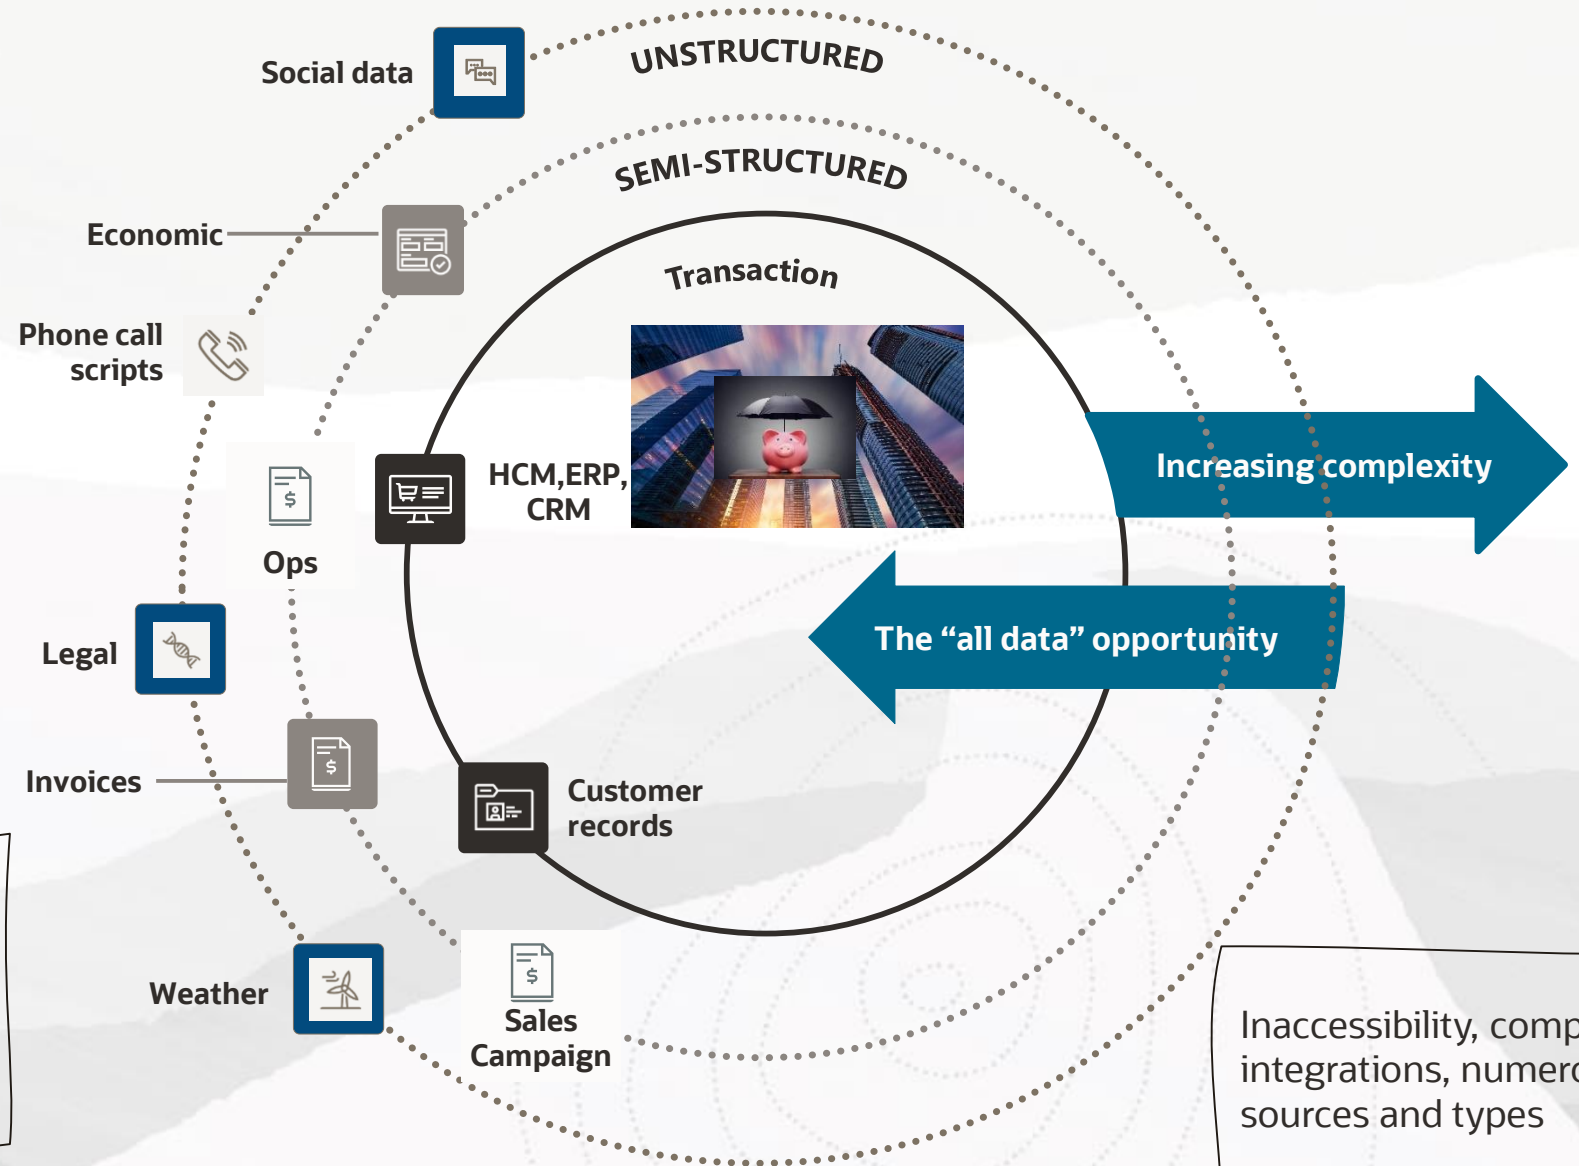 UNSTRUCTURED
Social data
SEMI-STRUCTURED
Economic
Transaction
Phone call
scripts
HCM,ERP,
CRM
Increasing complexity
Ops
The “all data” opportunity
Legal
Invoices
Customer
records
Weather
Sales
Campaign
Inaccessibility, comp
integrations, numero
sources and types